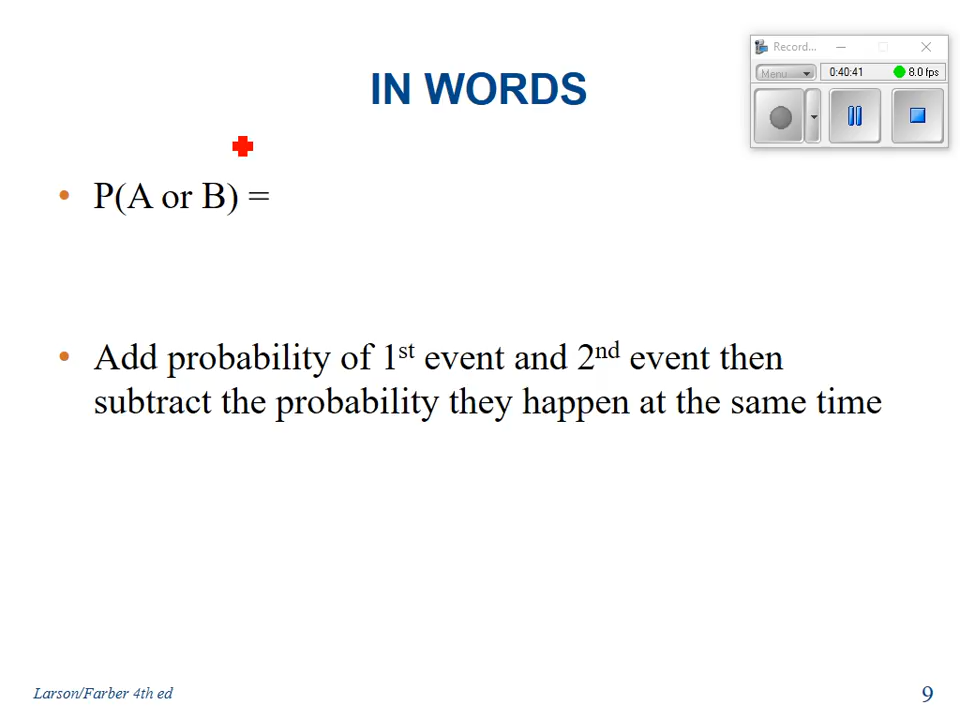 Record...
Menu
0:40:41
8.0 fps
IN WORDS
• P(A or B) =
• Add probability of 1st event and 2nd event then
subtract the probability they happen at the same time
Larson/Farber 4th ed
9